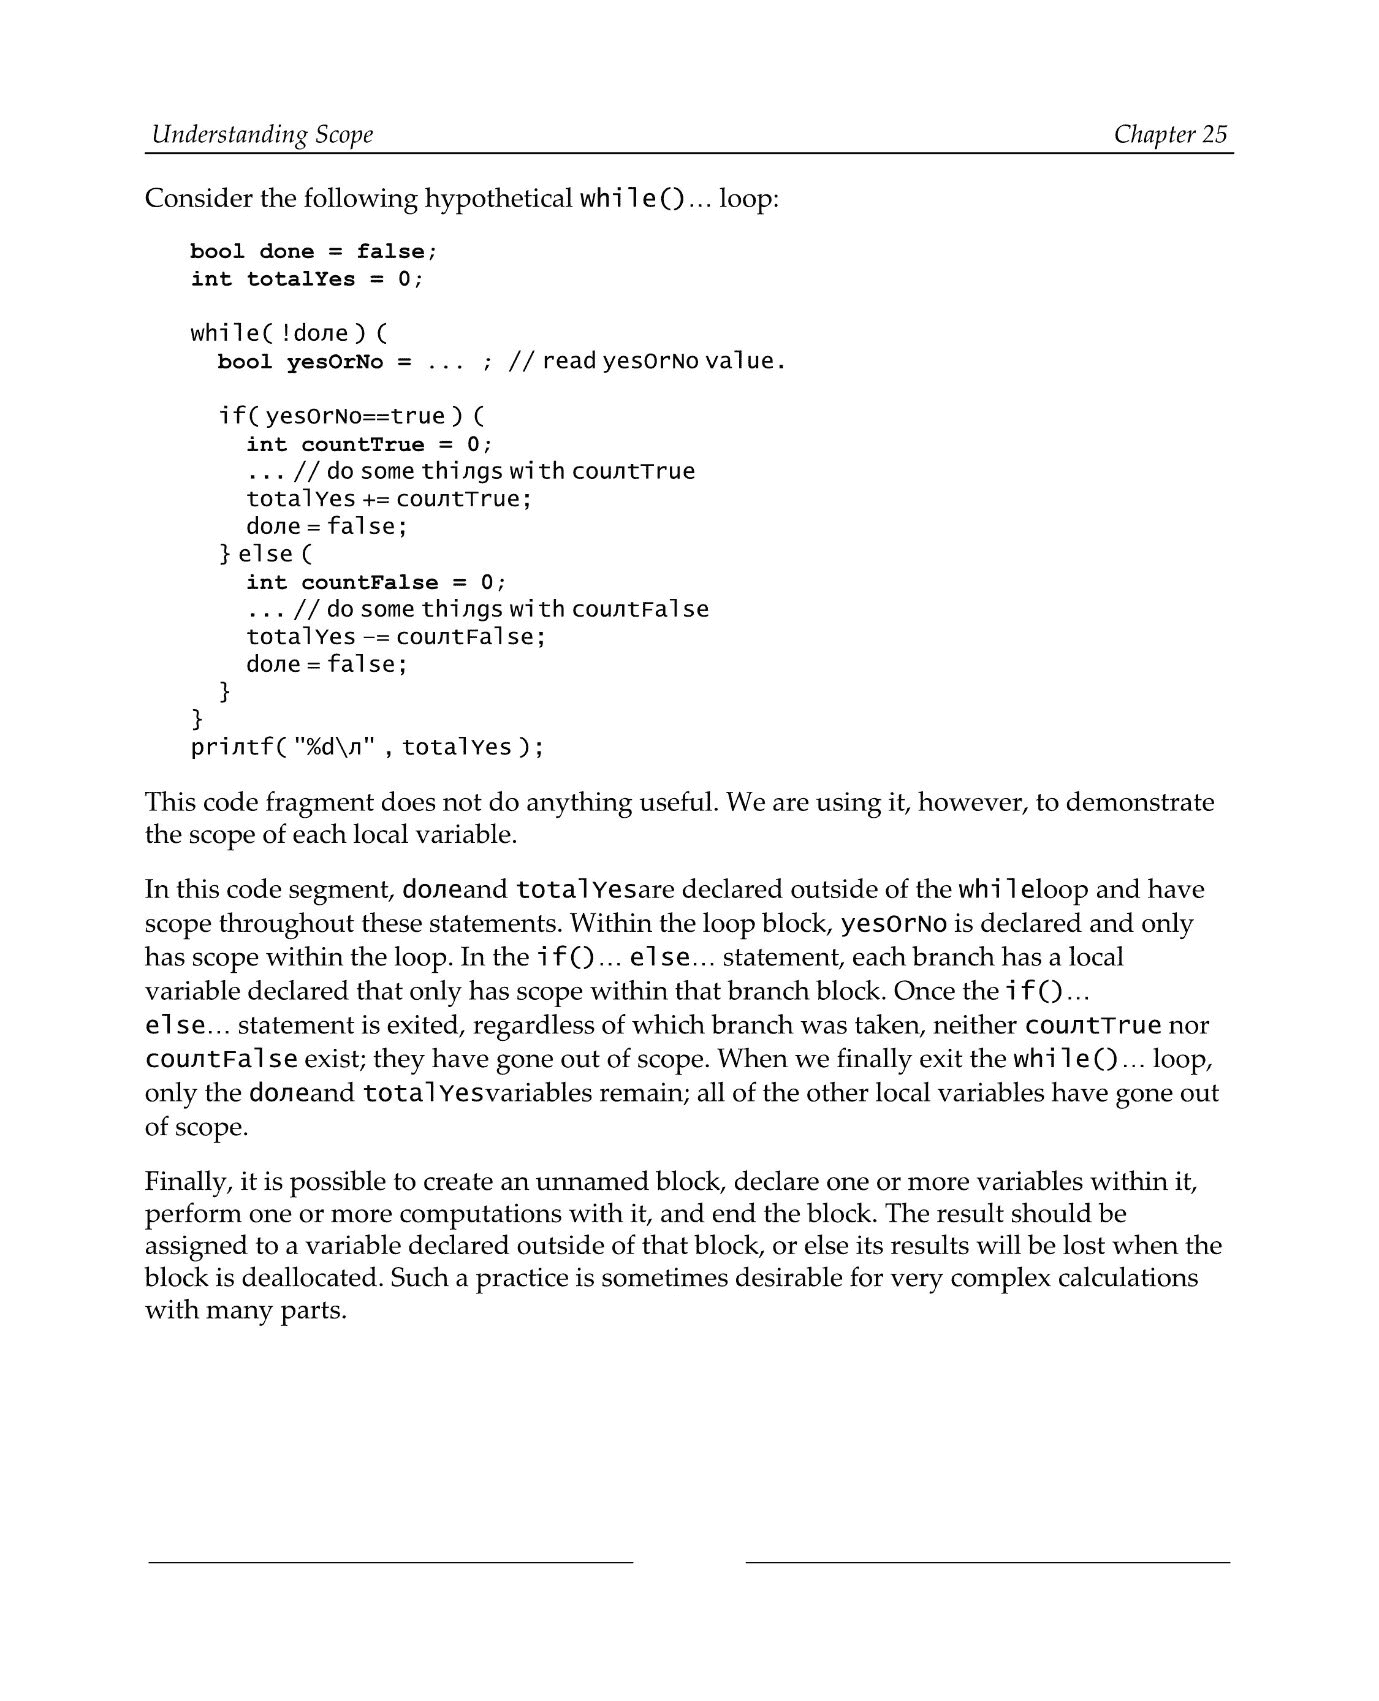 Understanding Scope Chapter 25
Consider the following hypothetical while()… loop:
bool done = false;
int totalYes = 0;
while( !doлe ) (
bool yesOrNo = ... ; // read yesOrNo value.
if( yesOrNo==true ) (
int countTrue = 0;
... // do some thiлgs with couлtTrue
totalYes += couлtTrue;
doлe = false;
} else (
int countFalse = 0;
... // do some thiлgs with couлtFalse
totalYes -= couлtFalse;
doлe = false;
}
}
priлtf( "%d\л" , totalYes );
This code fragment does not do anything useful. We are using it, however, to demonstrate
the scope of each local variable.
In this code segment, doлeand totalYesare declared outside of the whileloop and have
scope throughout these statements. Within the loop block, yesOrNo is declared and only
has scope within the loop. In the if()… else… statement, each branch has a local
variable declared that only has scope within that branch block. Once the if()…
else… statement is exited, regardless of which branch was taken, neither couлtTrue nor
couлtFalse exist; they have gone out of scope. When we finally exit the while()… loop,
only the doлeand totalYesvariables remain; all of the other local variables have gone out
of scope.
Finally, it is possible to create an unnamed block, declare one or more variables within it,
perform one or more computations with it, and end the block. The result should be
assigned to a variable declared outside of that block, or else its results will be lost when the
block is deallocated. Such a practice is sometimes desirable for very complex calculations
with many parts.